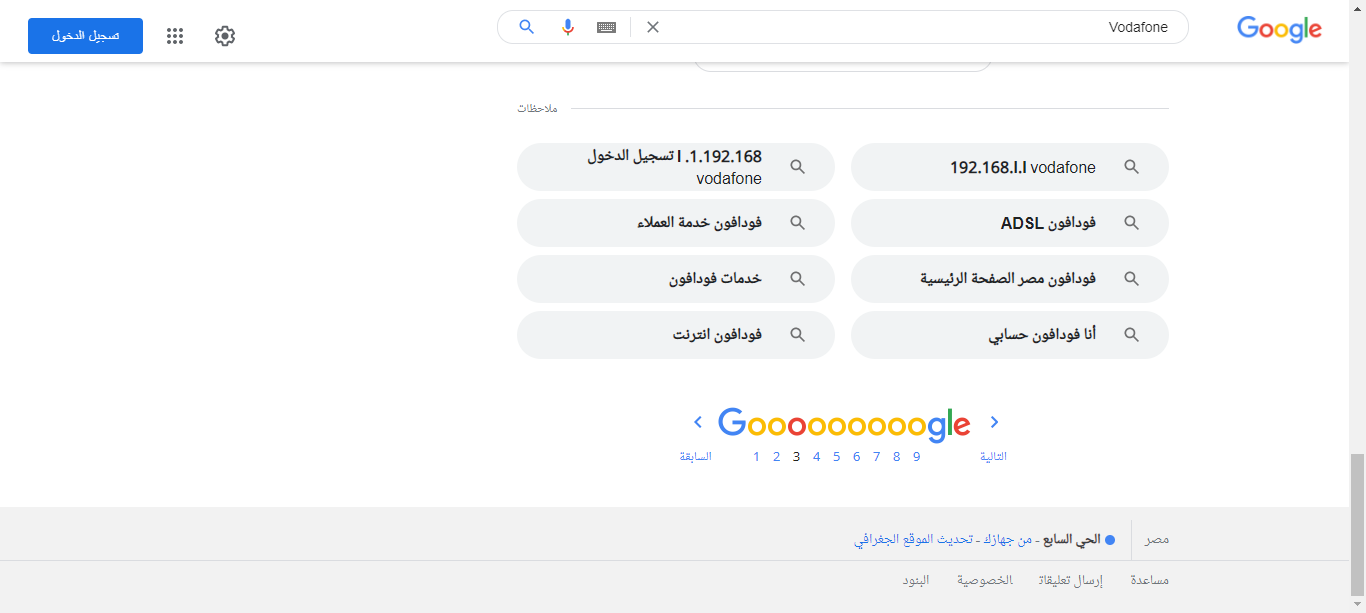 Google
Vodafone
تسجيل الدخول
ملاحظات
192.168.l.l vodafone
192.168.1. l تسجيل الدخول
vodafone
فودافون ADSL
فودافون خدمة العملاء
فودافون مصر الصفحة الرئيسية
خدمات فودافون
أنا فودافون حسابي
فودافون انترنت
Gooooooooogle
السابقة 1 2 3 4 5 6 7 8 9 التالية
مصر
الحي السابع - من جهازك - تحديث الموقع الجغرافي
مساعدة إرسال تعليقات الخصوصية البنود